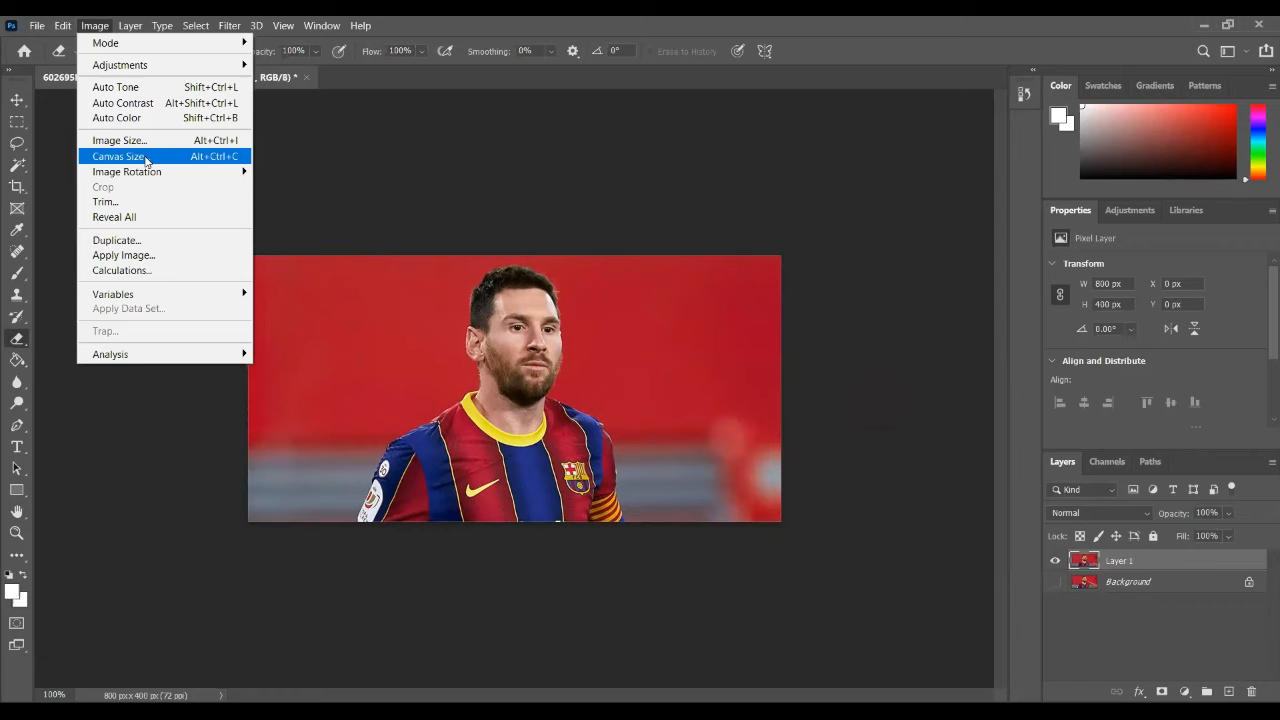 Ps File Edit Image Layer Type Select Filter 3D View Window Help
Opacity: 100% Flow: 100% Smoothing: 0% 0° Erase to History
, RGB/8) * ×
Mode
Adjustments
Auto Tone Shift+Ctrl+L
Auto Contrast Alt+Shift+Ctrl+L
Auto Color Shift+Ctrl+B
Image Size... Alt+Ctrl+I
Canvas Size... Alt+Ctrl+C
Image Rotation
Crop
Trim...
Reveal All
Duplicate...
Apply Image...
Calculations...
Variables
Apply Data Set...
Trap...
Analysis
Color Swatches Gradients Patterns
Properties Adjustments Libraries
Pixel Layer
Transform
W 800 px X 0 px
H 400 px Y 0 px
0.00°
Align and Distribute
Align:
...
Layers Channels Paths
Kind
Normal Opacity: 100%
Lock: Fill: 100%
Layer 1
Background
100% 800 px x 400 px (72 ppi)